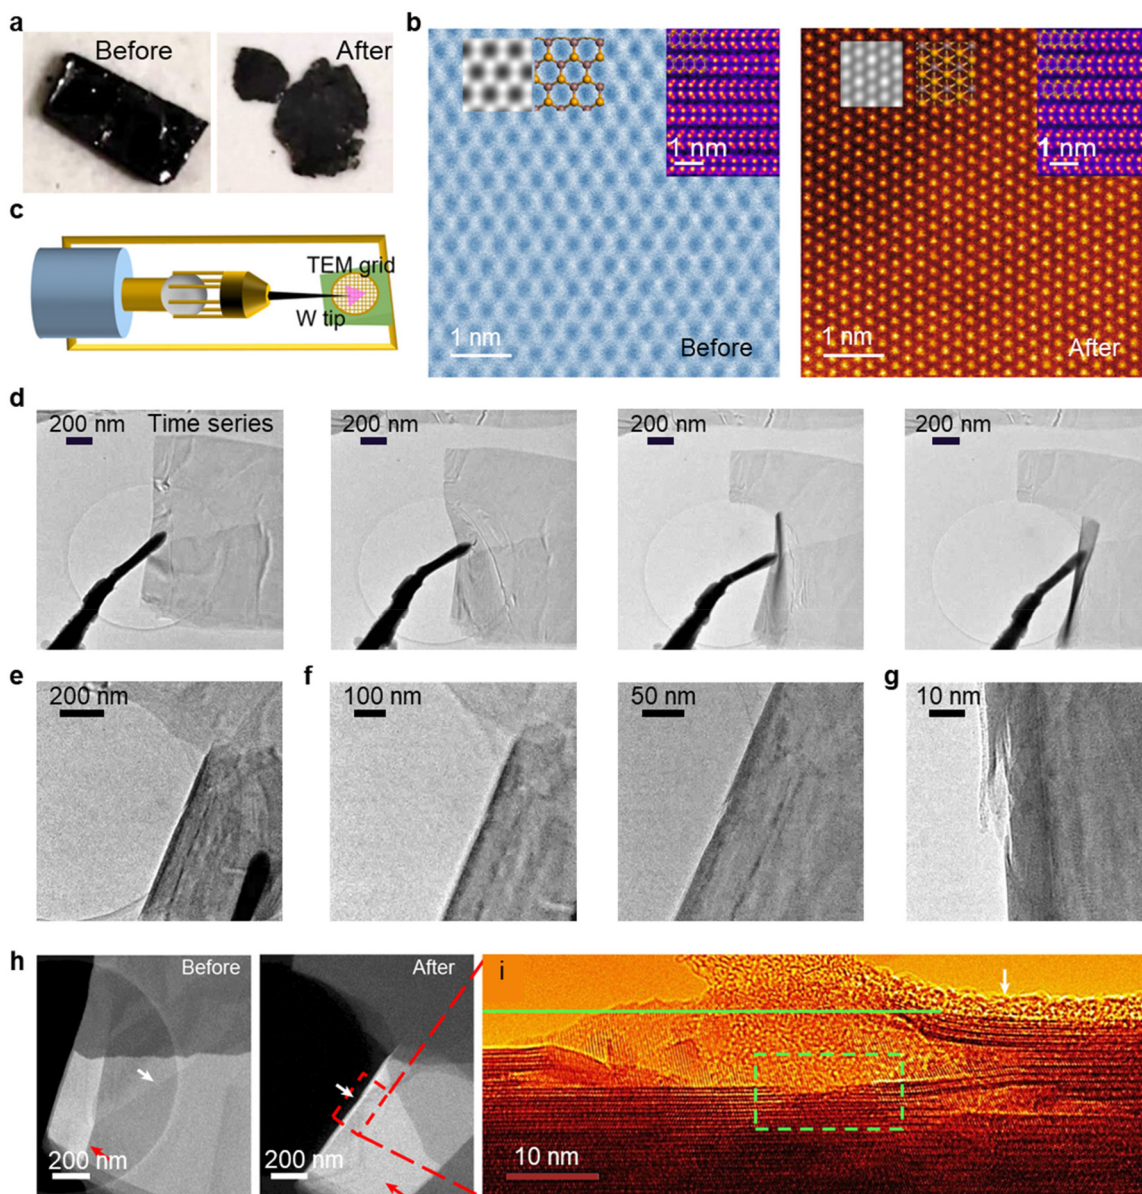 a
Before
After
b
1 nm
1 nm
Before
1 nm
1 nm
After
c
TEM grid
W tip
d
200 nm
Time series
200 nm
200 nm
200 nm
e
200 nm
f
100 nm
50 nm
g
10 nm
h
Before
200 nm
After
200 nm
i
10 nm